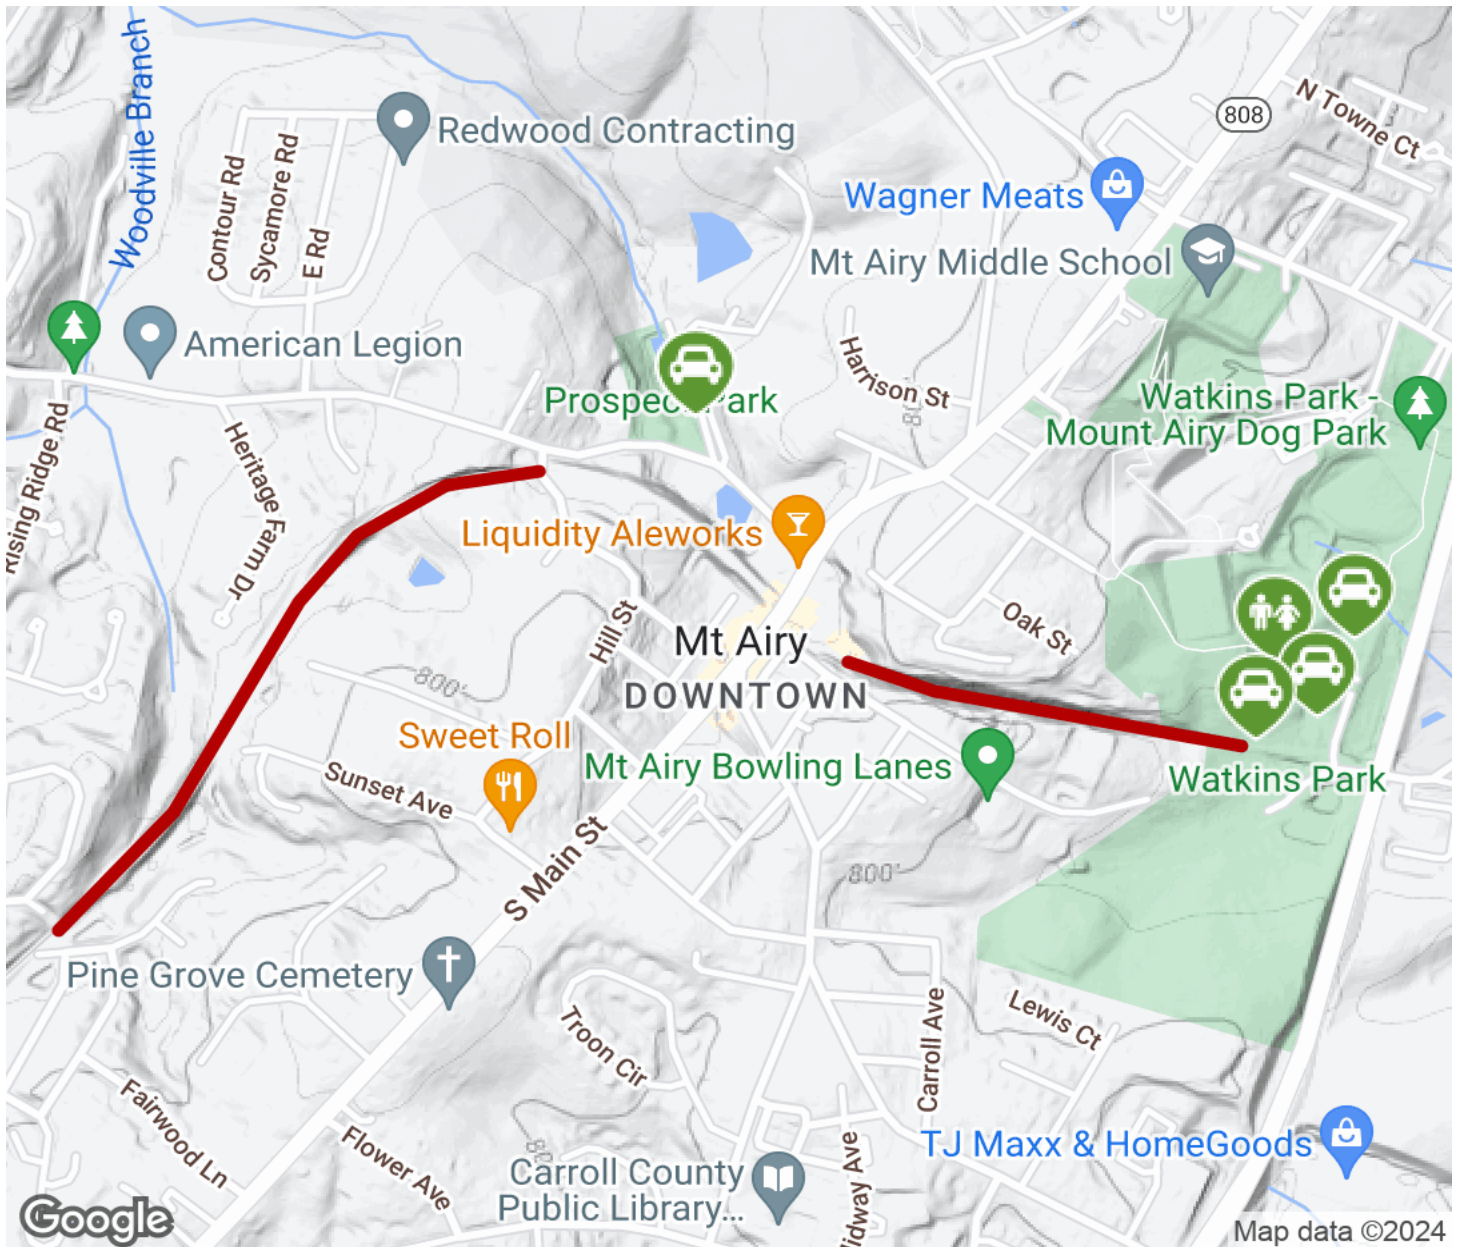 Woodville Branch
Redwood Contracting
Contour Rd
Sycamore Rd
E Rd
808
N Towne Ct
Wagner Meats
Mt Airy Middle School
American Legion
Prospect Park
Harrison St
Watkins Park -
Mount Airy Dog Park
Rising Ridge Rd
Heritage Farm Dr
Liquidity Aleworks
Hill St
Oak St
Mt Airy
DOWNTOWN
800'
Sweet Roll
Mt Airy Bowling Lanes
Watkins Park
Sunset Ave
S Main St
800'
Pine Grove Cemetery
Troon Cir
Carroll Ave
Lewis Ct
Fairwood Ln
Flower Ave
Carroll County
Public Library...
Midway Ave
TJ Maxx & HomeGoods
Google
Map data ©2024